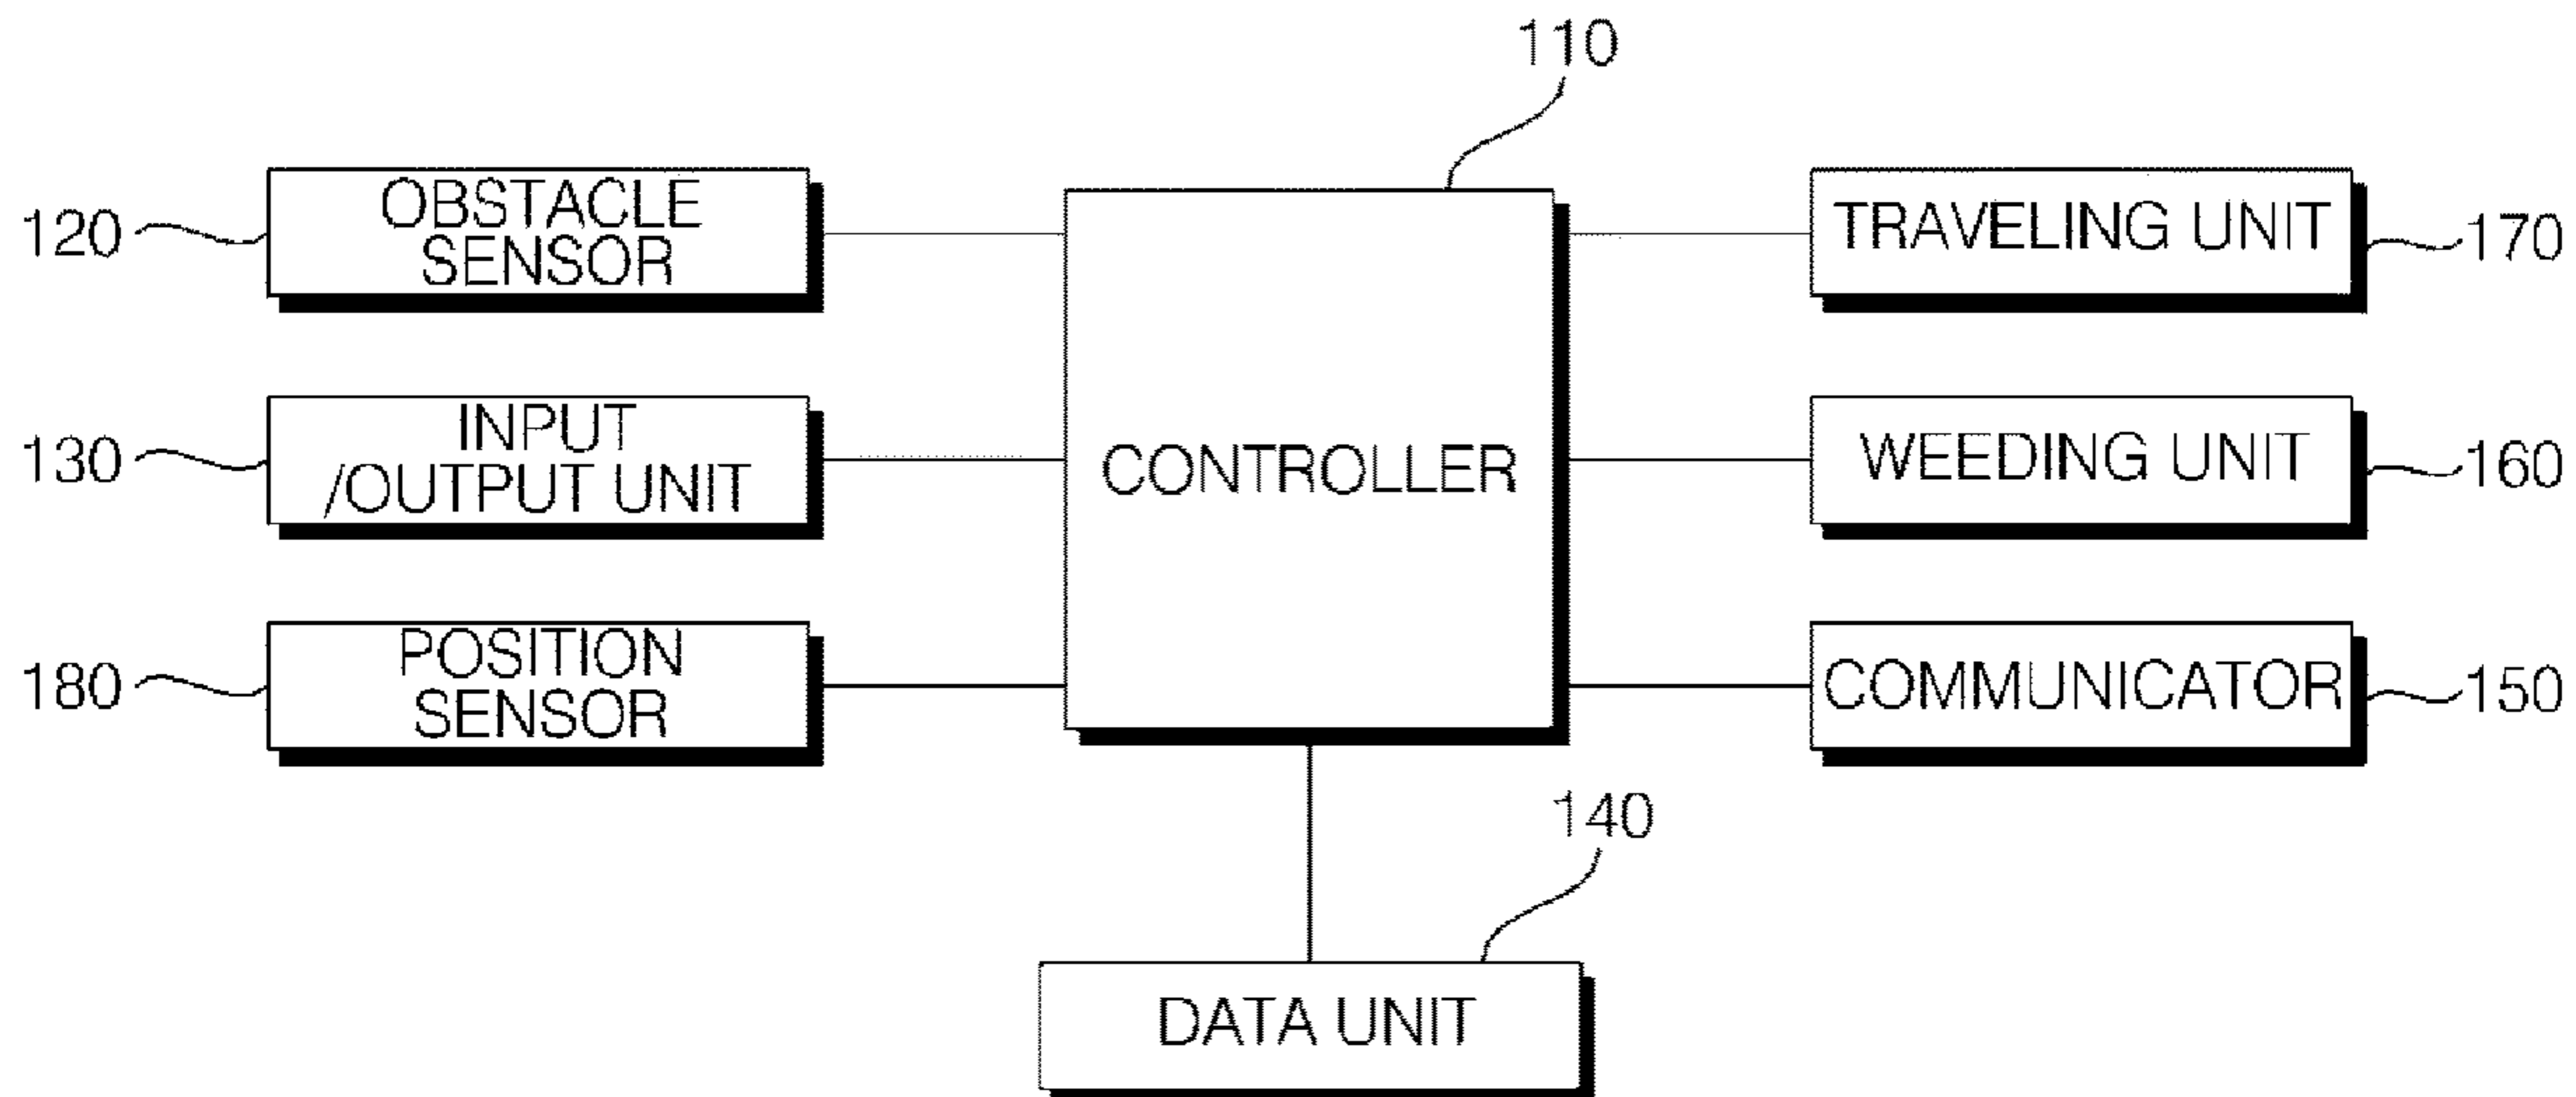 110
120
OBSTACLE
SENSOR
TRAVELING UNIT
170
130
INPUT
/OUTPUT UNIT
CONTROLLER
WEEDING UNIT
160
180
POSITION
SENSOR
COMMUNICATOR
150
140
DATA UNIT